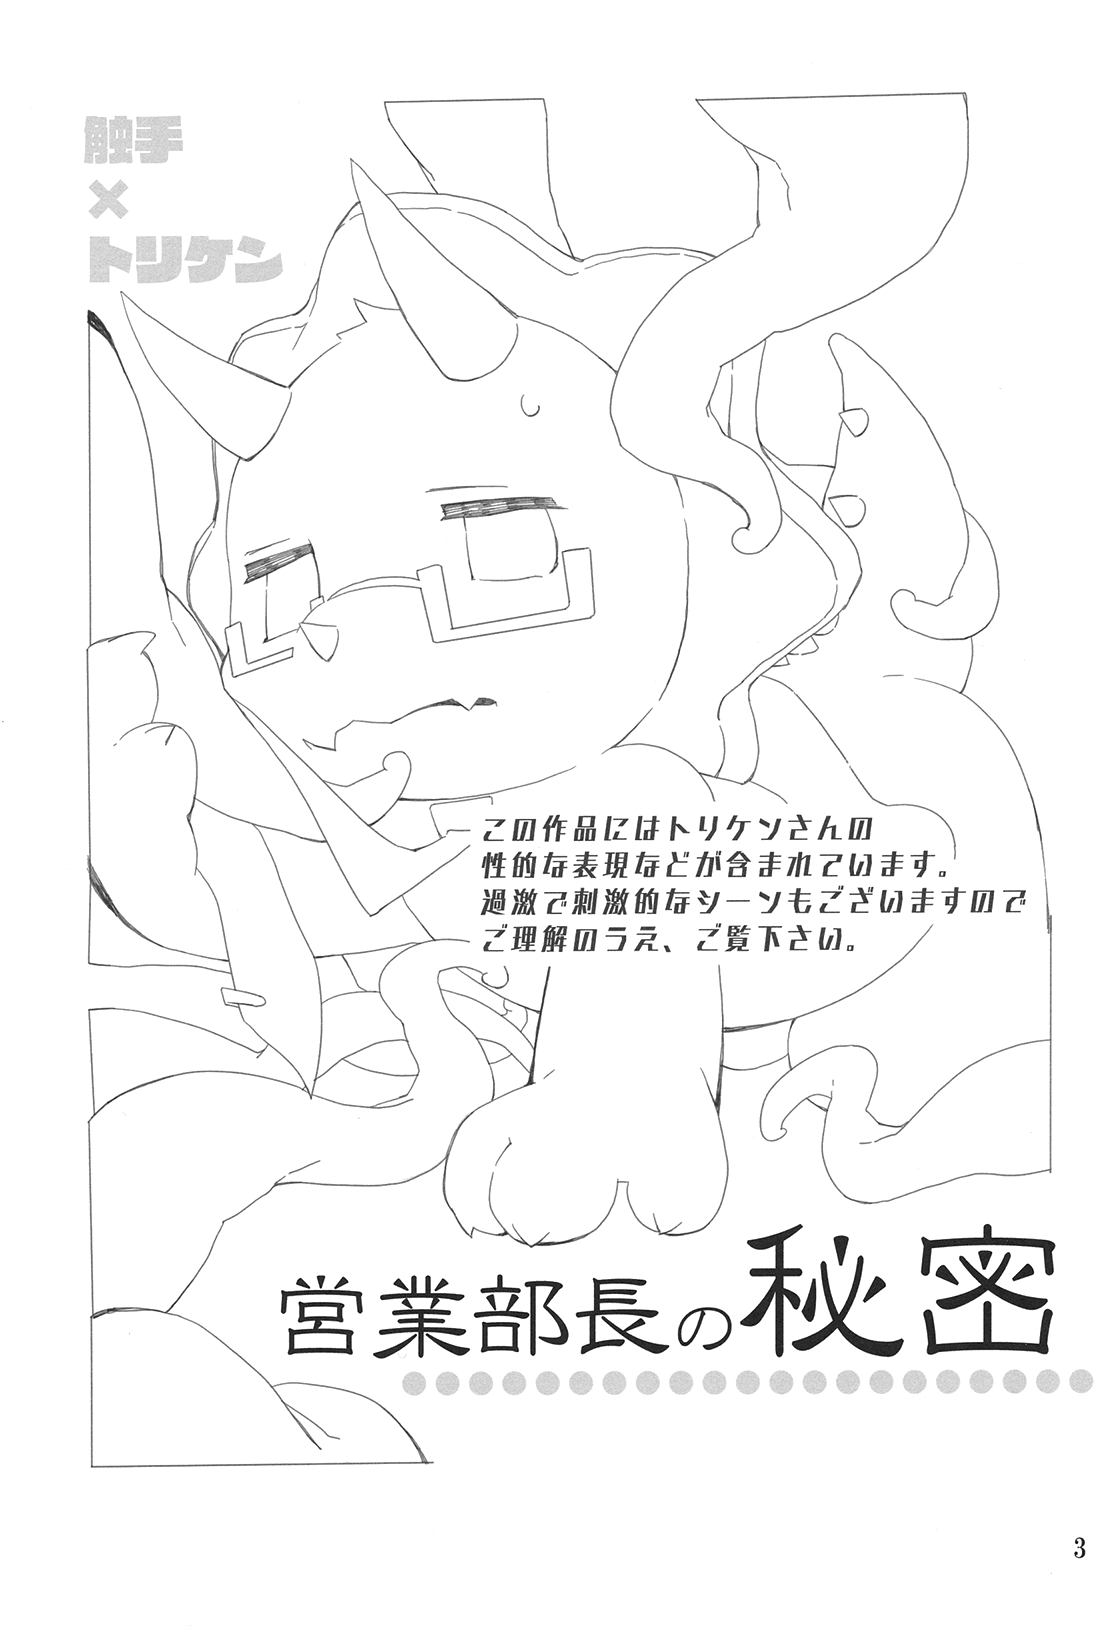 触手
×
トリケン
この作品にはトリケンさんの
性的な表現などが含まれています。
過激で刺激的なシーンもございますので
ご理解のうえ、ご覧下さい。
営業部長の秘密
3